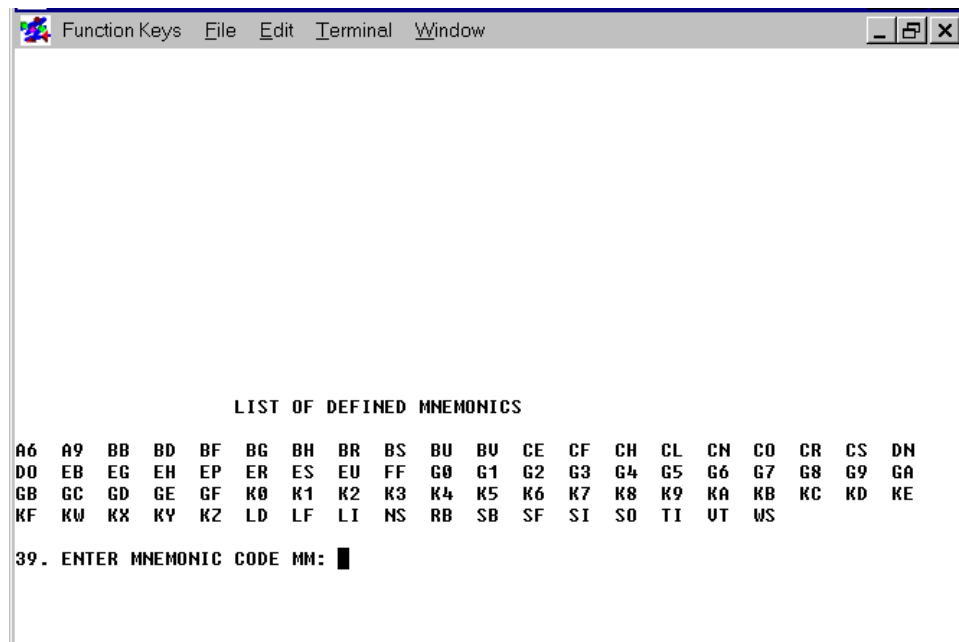 Function Keys File Edit Terminal Window
LIST OF DEFINED MNEMONICS
A6 A9 BB BD BF BG BH BR BS BU BV CE CF CH CL CN CO CR CS DN
DO EB EG EH EP ER ES EU FF G0 G1 G2 G3 G4 G5 G6 G7 G8 G9 GA
GB GC GD GE GF K0 K1 K2 K3 K4 K5 K6 K7 K8 K9 KA KB KC KD KE
KF KW KX KY KZ LD LF LI NS RB SB SF SI SO TI VT WS
39. ENTER MNEMONIC CODE MM: